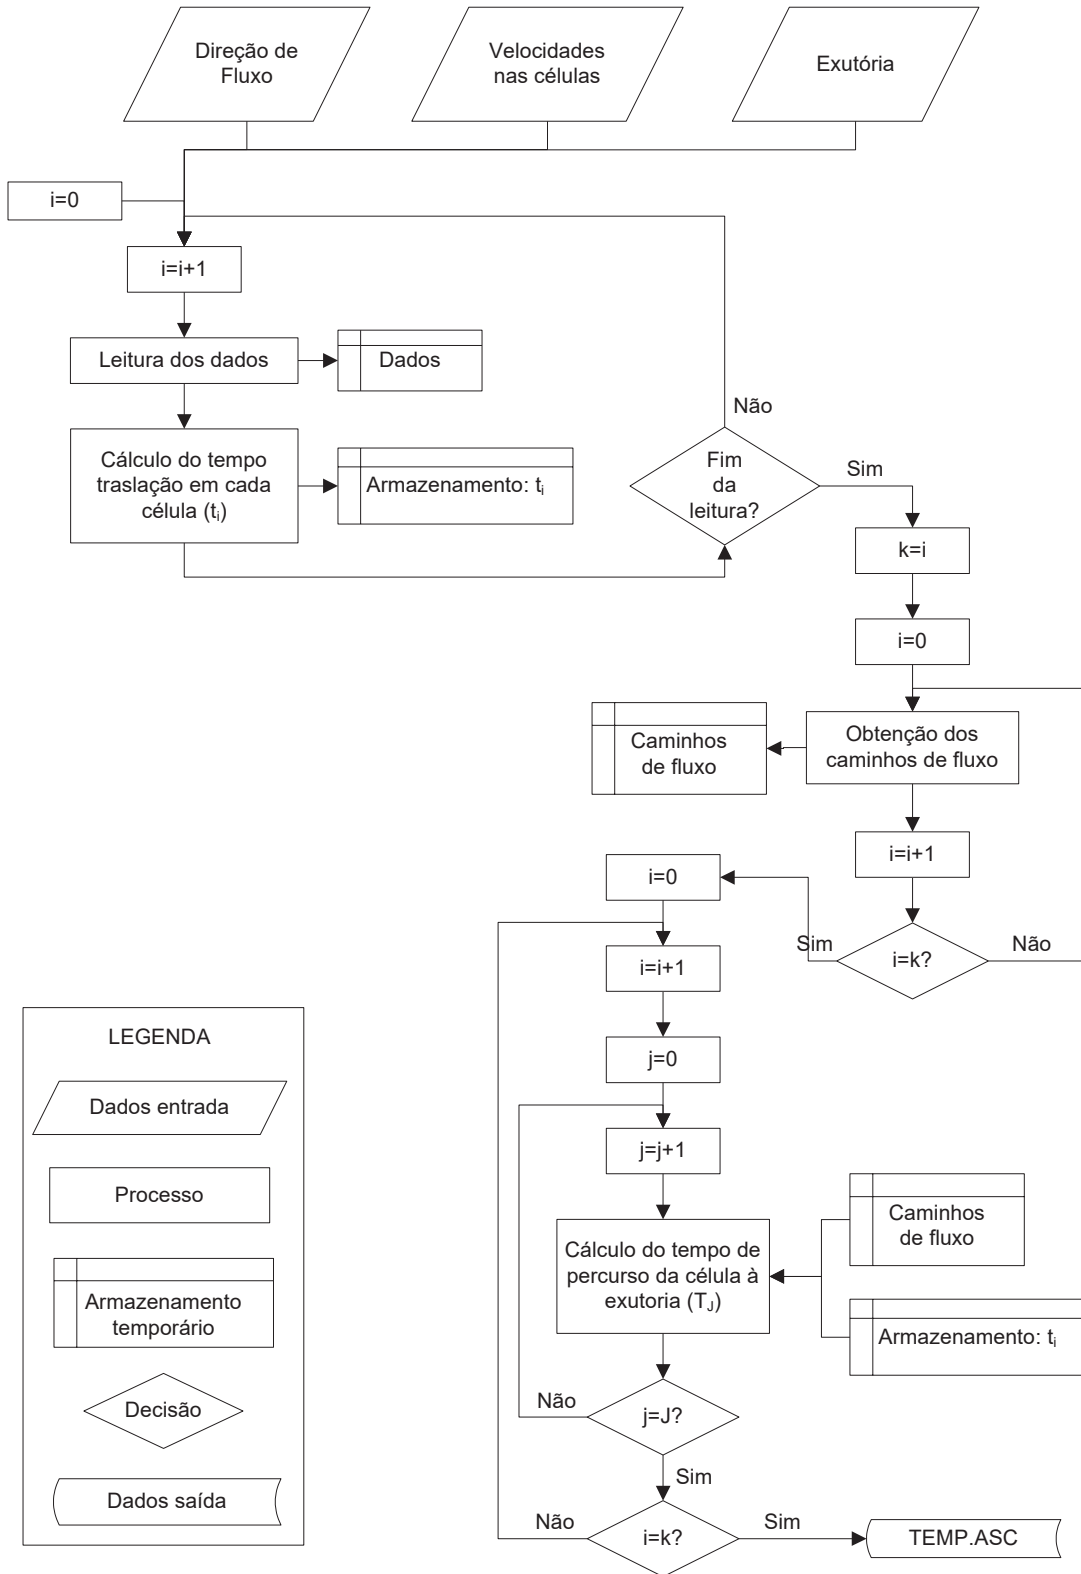 Direção de
Fluxo
Velocidades
nas células
Exutória
i=0
i=i+1
Leitura dos dados
Dados
Cálculo do tempo
traslação em cada
célula (tᵢ)
Armazenamento: tᵢ
Não
Fim
da
leitura?
Sim
k=i
i=0
Obtenção dos
caminhos de fluxo
Caminhos
de fluxo
i=i+1
i=k?
Sim
Não
i=0
i=i+1
j=0
j=j+1
Cálculo do tempo de
percurso da célula à
exutoria (T_J)
Caminhos
de fluxo
Armazenamento: tᵢ
j=J?
Não
Sim
i=k?
Não
Sim
TEMP.ASC
LEGENDA
Dados entrada
Processo
Armazenamento
temporário
Decisão
Dados saída